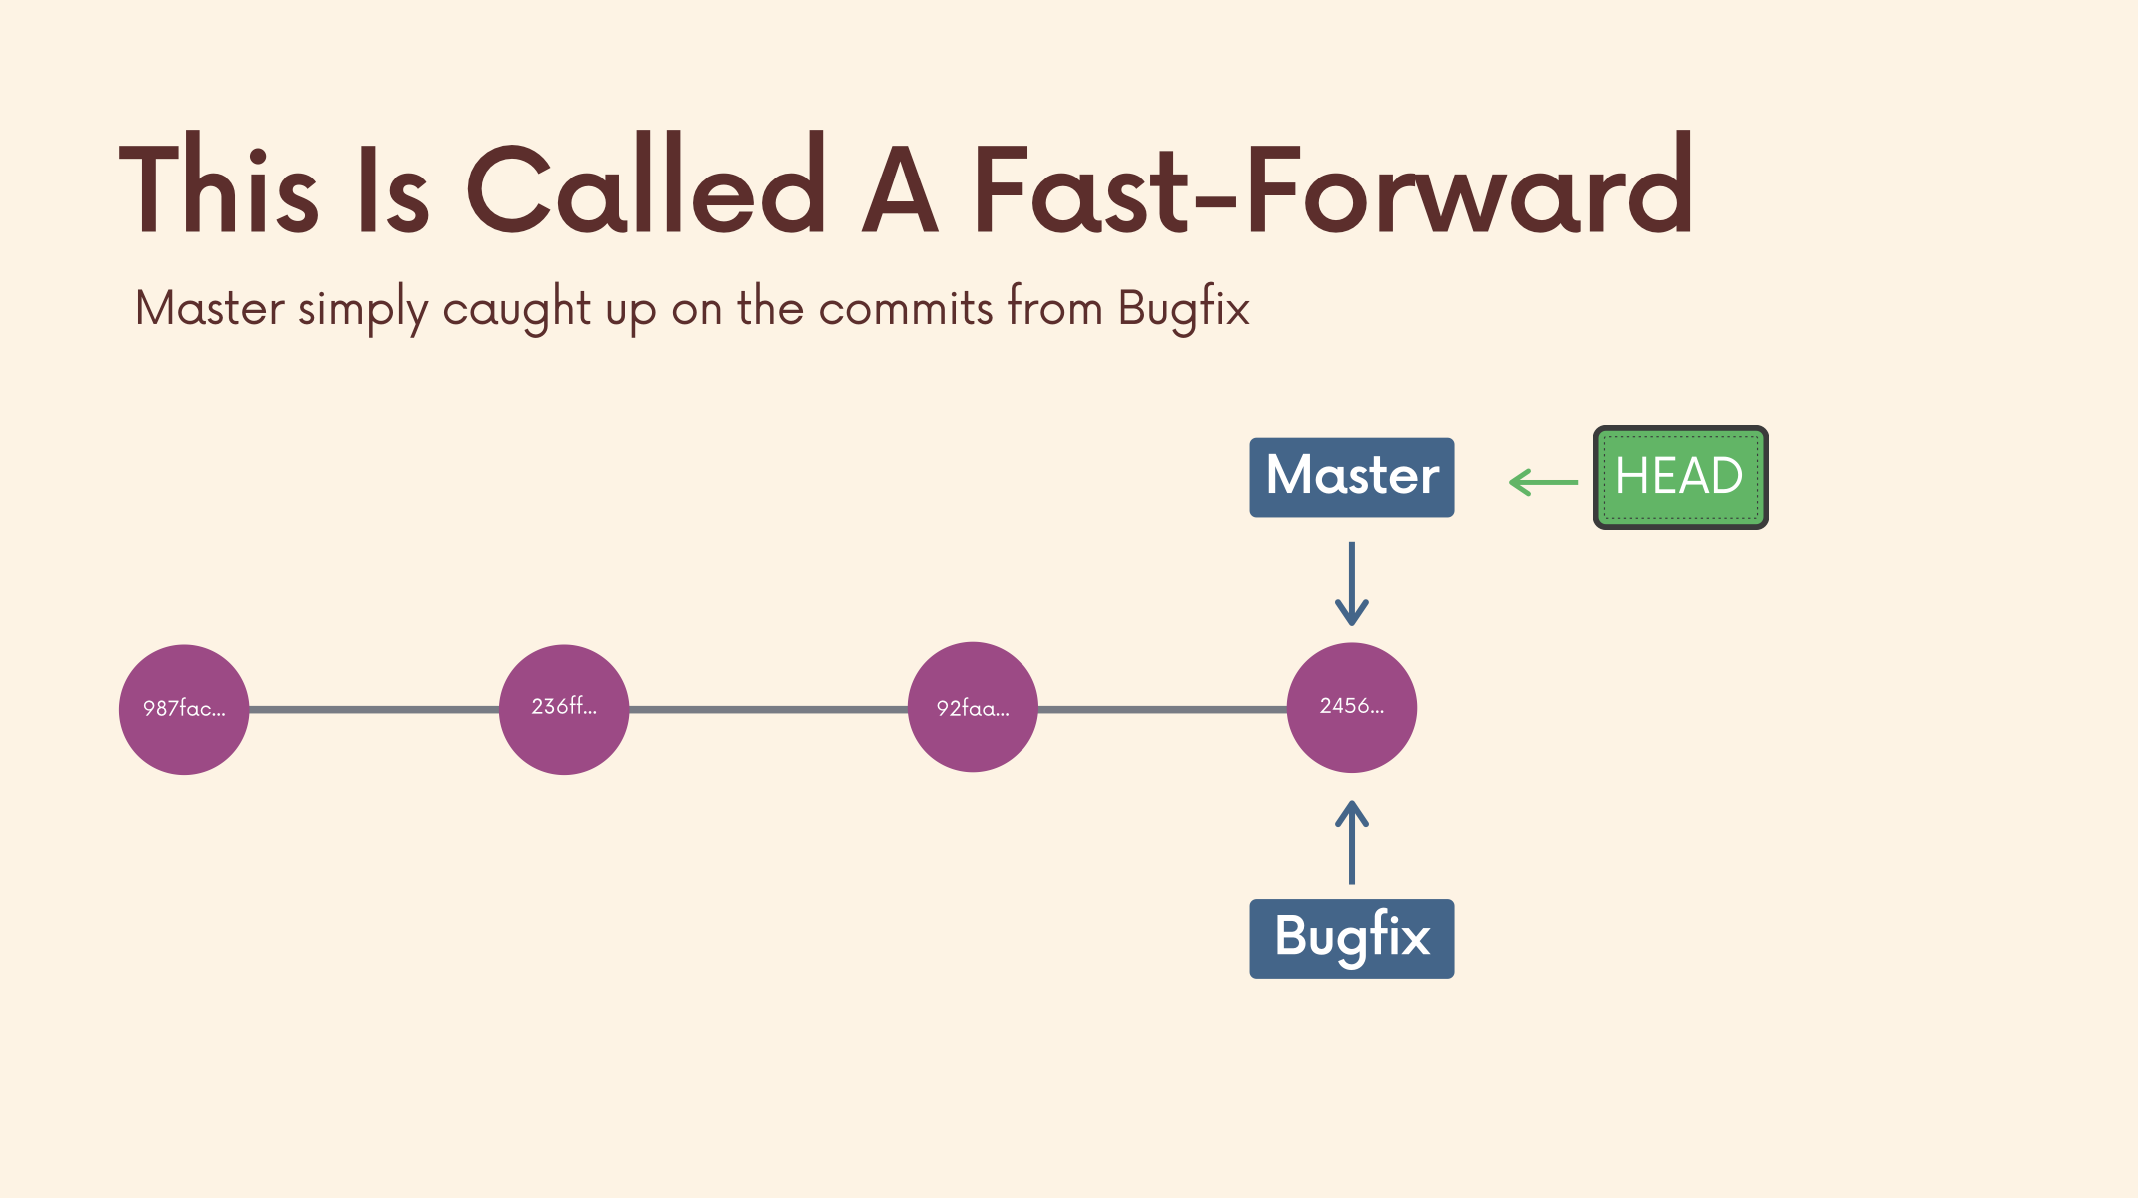 This Is Called A Fast-Forward
Master simply caught up on the commits from Bugfix
Master
HEAD
987fac...
236ff...
92faa...
2456...
Bugfix